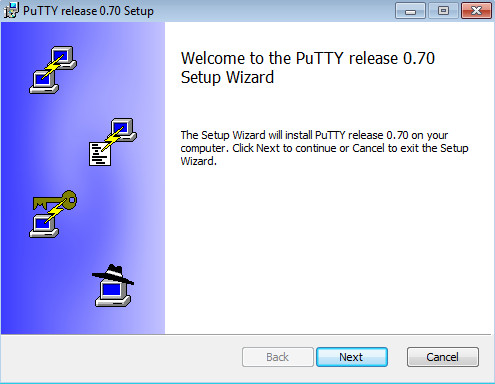 PuTTY release 0.70 Setup
Welcome to the PuTTY release 0.70
Setup Wizard
The Setup Wizard will install PuTTY release 0.70 on your
computer. Click Next to continue or Cancel to exit the Setup
Wizard.
Back Next Cancel